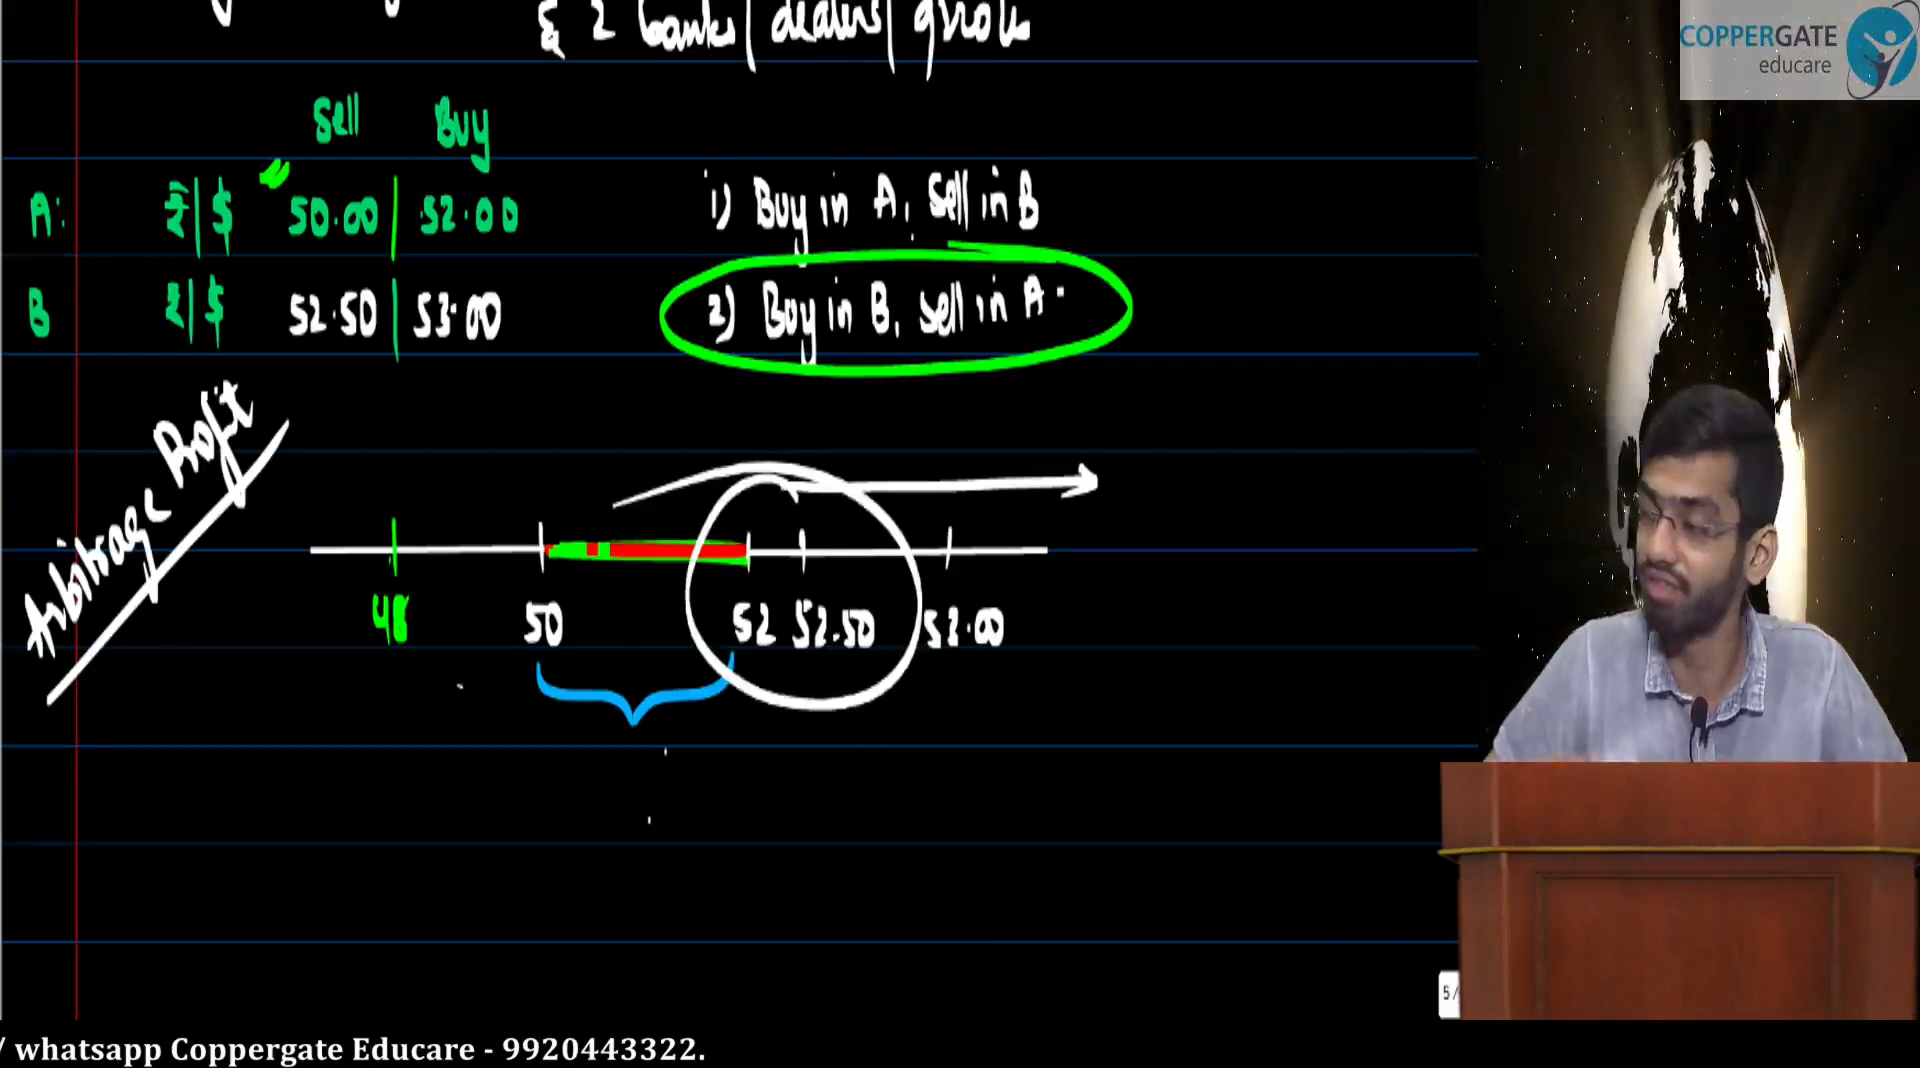 & 2 banks | dealers | quote
COPPERGATE
educare
Sell Buy
A: ₹|$ 50.00 | 52.00
B ₹|$ 52.50 | 53.00
1) Buy in A, Sell in B
2) Buy in B, Sell in A.
Arbitrage Profit
48 50 52 52.50 53.00
5/
/ whatsapp Coppergate Educare - 9920443322.